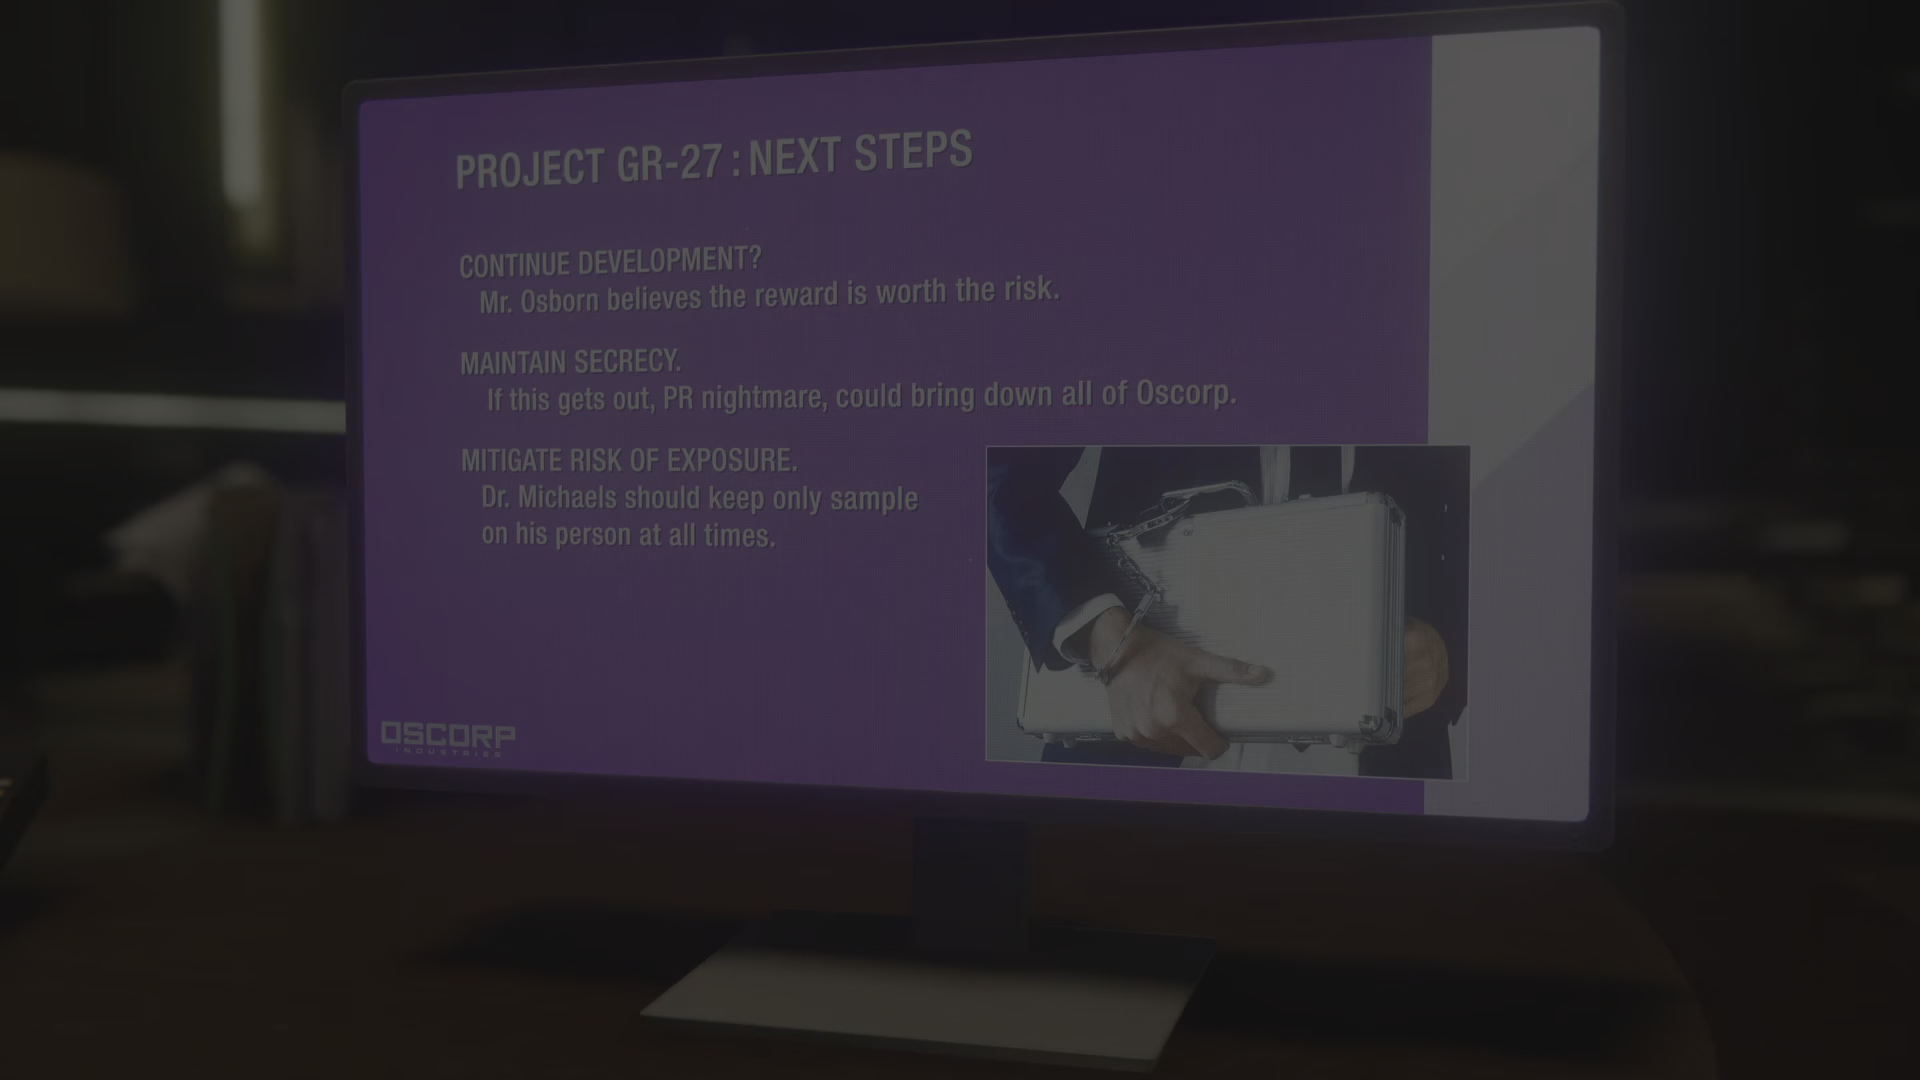 PROJECT GR-27 : NEXT STEPS
CONTINUE DEVELOPMENT?
Mr. Osborn believes the reward is worth the risk.
MAINTAIN SECRECY.
If this gets out, PR nightmare, could bring down all of Oscorp.
MITIGATE RISK OF EXPOSURE.
Dr. Michaels should keep only sample
on his person at all times.
OSCORP
INDUSTRIES